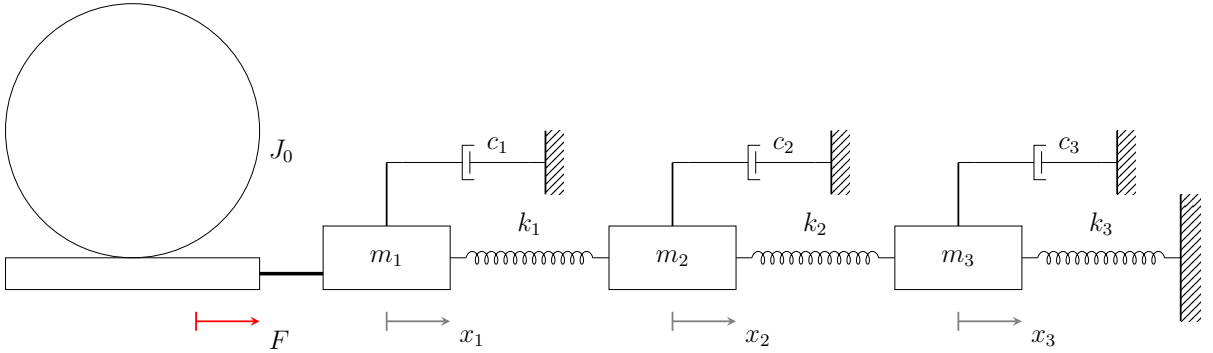 c₁ c₂ c₃
J₀
k₁ k₂ k₃
m₁ m₂ m₃
F x₁ x₂ x₃